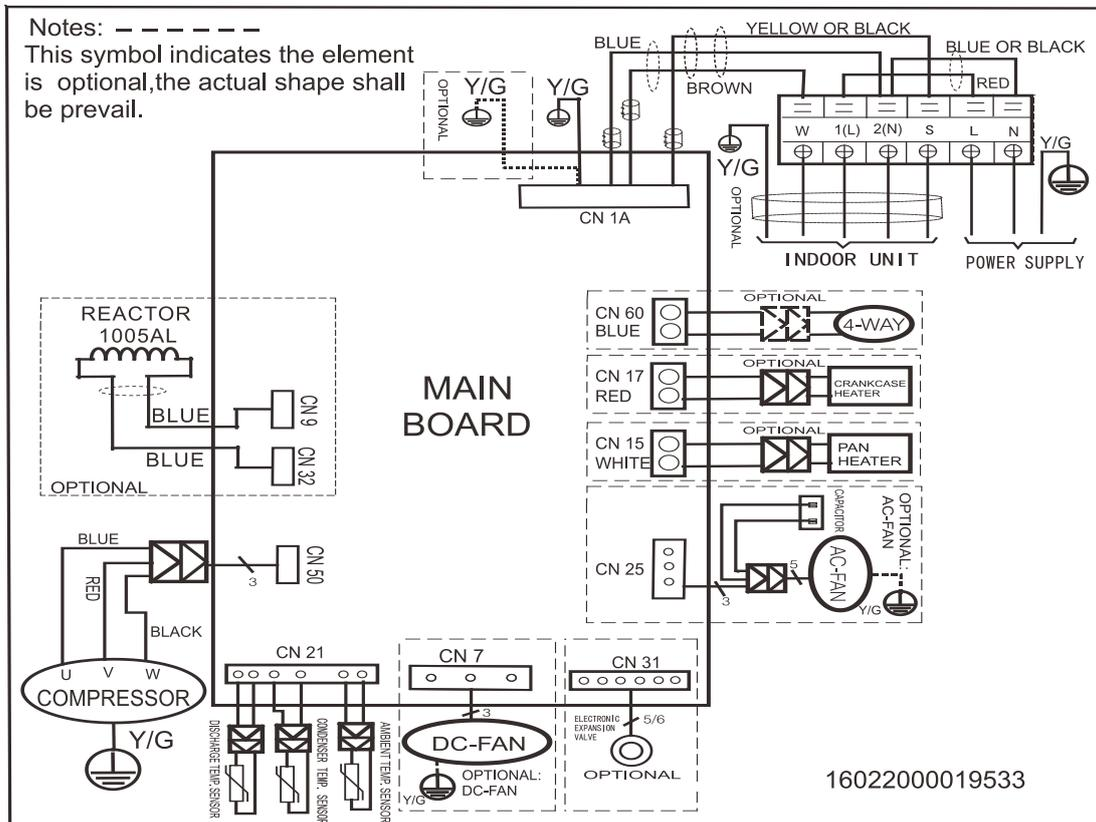 Notes: – – – – – –
This symbol indicates the element
is optional,the actual shape shall
be prevail.
OPTIONAL
Y/G
Y/G
BLUE
YELLOW OR BLACK
BROWN
BLUE OR BLACK
RED
W 1(L) 2(N) S L N
Y/G
Y/G
OPTIONAL
INDOOR UNIT
POWER SUPPLY
CN 1A
REACTOR
1005AL
BLUE
BLUE
CN 9
CN 32
OPTIONAL
MAIN
BOARD
CN 60
BLUE
OPTIONAL
4-WAY
CN 17
RED
OPTIONAL
CRANKCASE
HEATER
CN 15
WHITE
OPTIONAL
PAN
HEATER
CN 25
3
CAPACITOR
5
AC-FAN
Y/G
OPTIONAL:
AC-FAN
BLUE
RED
BLACK
3
CN 50
U V W
COMPRESSOR
Y/G
CN 21
DISCHARGE TEMP. SENSOR
CONDENSER TEMP. SENSOR
AMBIENT TEMP. SENSOR
CN 7
3
DC-FAN
Y/G
OPTIONAL:
DC-FAN
CN 31
ELECTRONIC
EXPANSION
VALVE
5/6
OPTIONAL
16022000019533